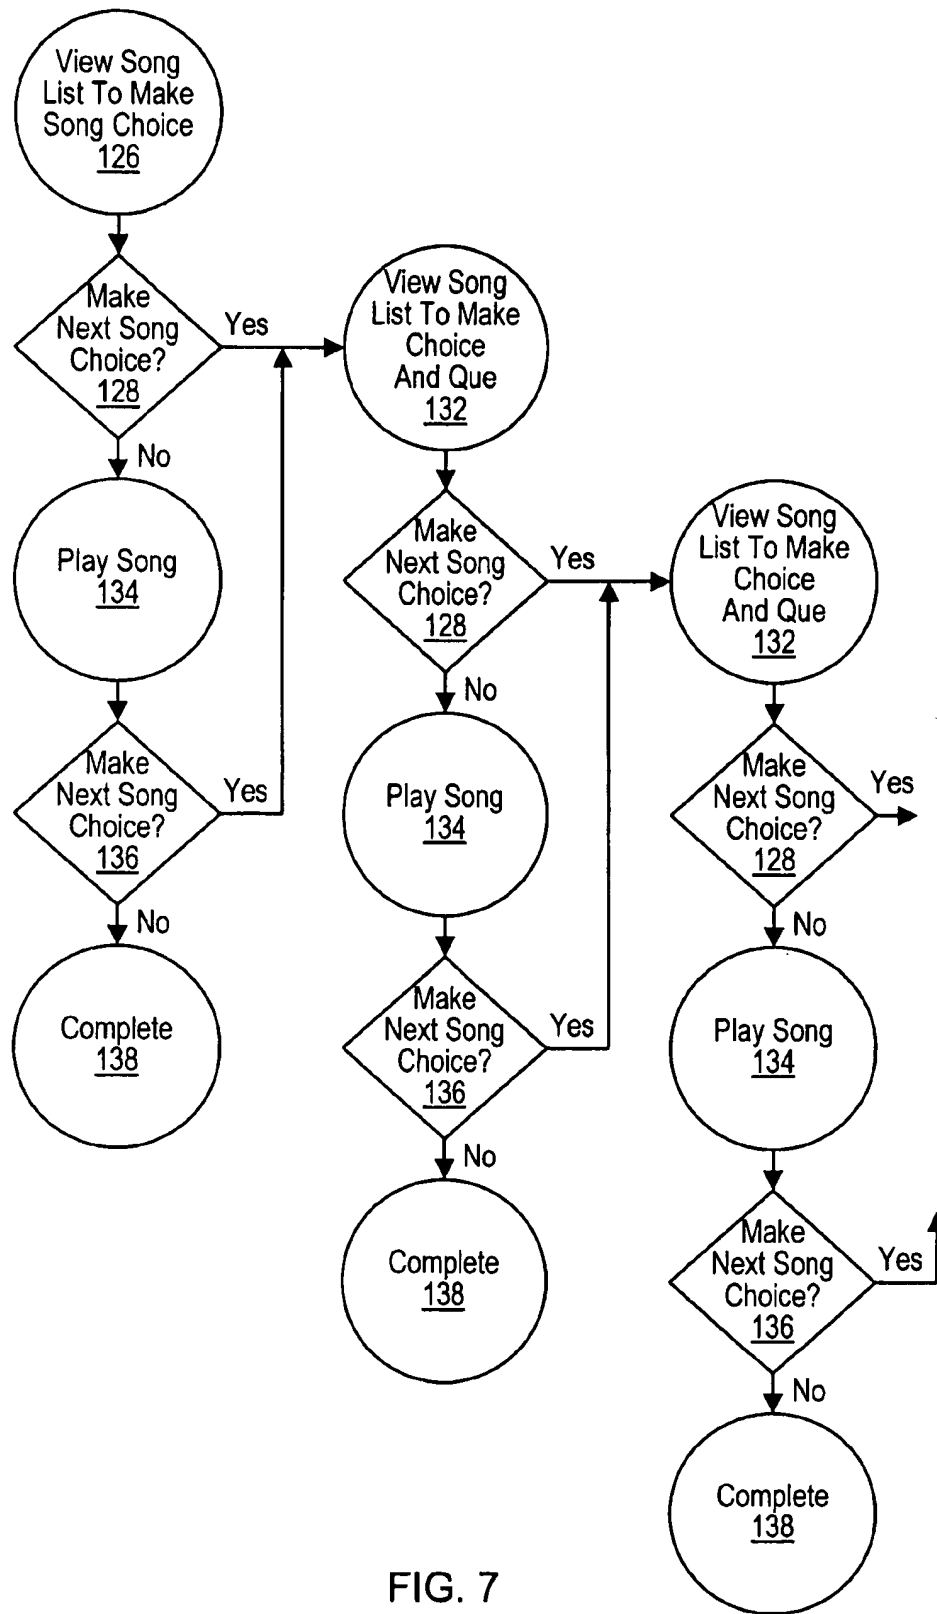 View Song
List To Make
Song Choice
126
Make
Next Song
Choice?
128
Yes
No
Play Song
134
Make
Next Song
Choice?
136
Yes
No
Complete
138
View Song
List To Make
Choice
And Que
132
Make
Next Song
Choice?
128
Yes
No
Play Song
134
Make
Next Song
Choice?
136
Yes
No
Complete
138
View Song
List To Make
Choice
And Que
132
Make
Next Song
Choice?
128
Yes
No
Play Song
134
Make
Next Song
Choice?
136
Yes
No
Complete
138
FIG. 7